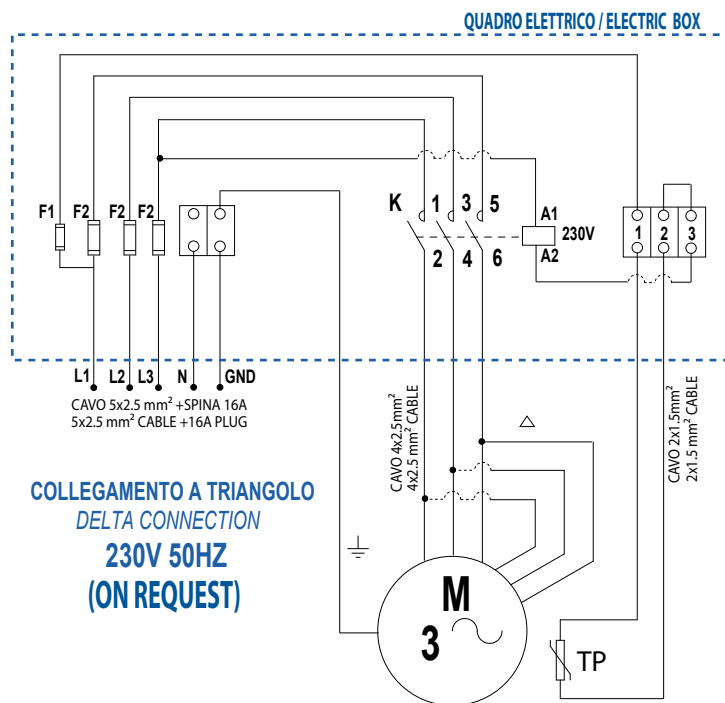 QUADRO ELETTRICO / ELECTRIC BOX
F1 F2 F2 F2
K 1 3 5
2 4 6
A1
230V
A2
1 2 3
L1 L2 L3 N GND
CAVO 5x2.5 mm² +SPINA 16A
5x2.5 mm² CABLE +16A PLUG
CAVO 4x2.5mm²
4x2.5 mm² CABLE
CAVO 2x1.5mm²
2x1.5 mm² CABLE
COLLEGAMENTO A TRIANGOLO
DELTA CONNECTION
230V 50HZ
(ON REQUEST)
M
3
TP